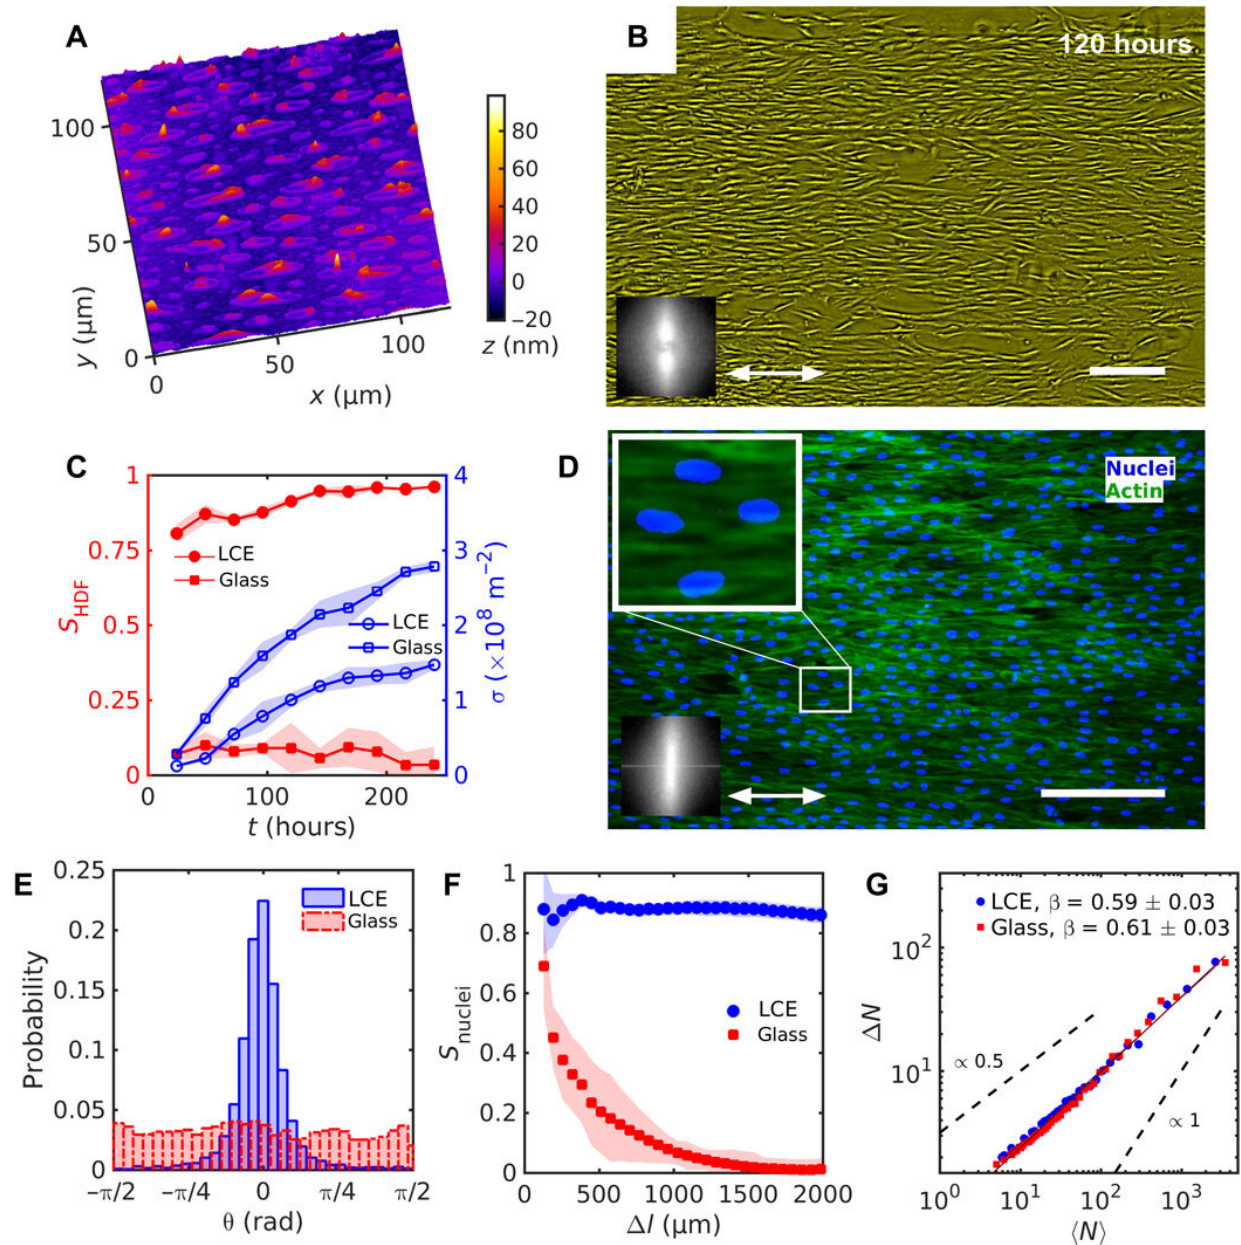 A
120
100
50
0
y (µm)
0
50
100
x (µm)
80
60
40
20
0
−20
z (nm)
B
120 hours
C
1
0.75
0.5
0.25
0
S_HDF
LCE
Glass
LCE
Glass
4
3
2
1
0
σ (×10⁸ m⁻²)
0
100
200
t (hours)
D
Nuclei
Actin
E
0.25
0.20
0.15
0.10
0.05
0
Probability
LCE
Glass
−π/2
−π/4
0
π/4
π/2
θ (rad)
F
1
0.8
0.6
0.4
0.2
0
S_nuclei
LCE
Glass
0
500
1000
1500
2000
Δl (µm)
G
LCE, β = 0.59 ± 0.03
Glass, β = 0.61 ± 0.03
10²
10¹
ΔN
∝ 0.5
∝ 1
10⁰
10¹
10²
10³
⟨N⟩